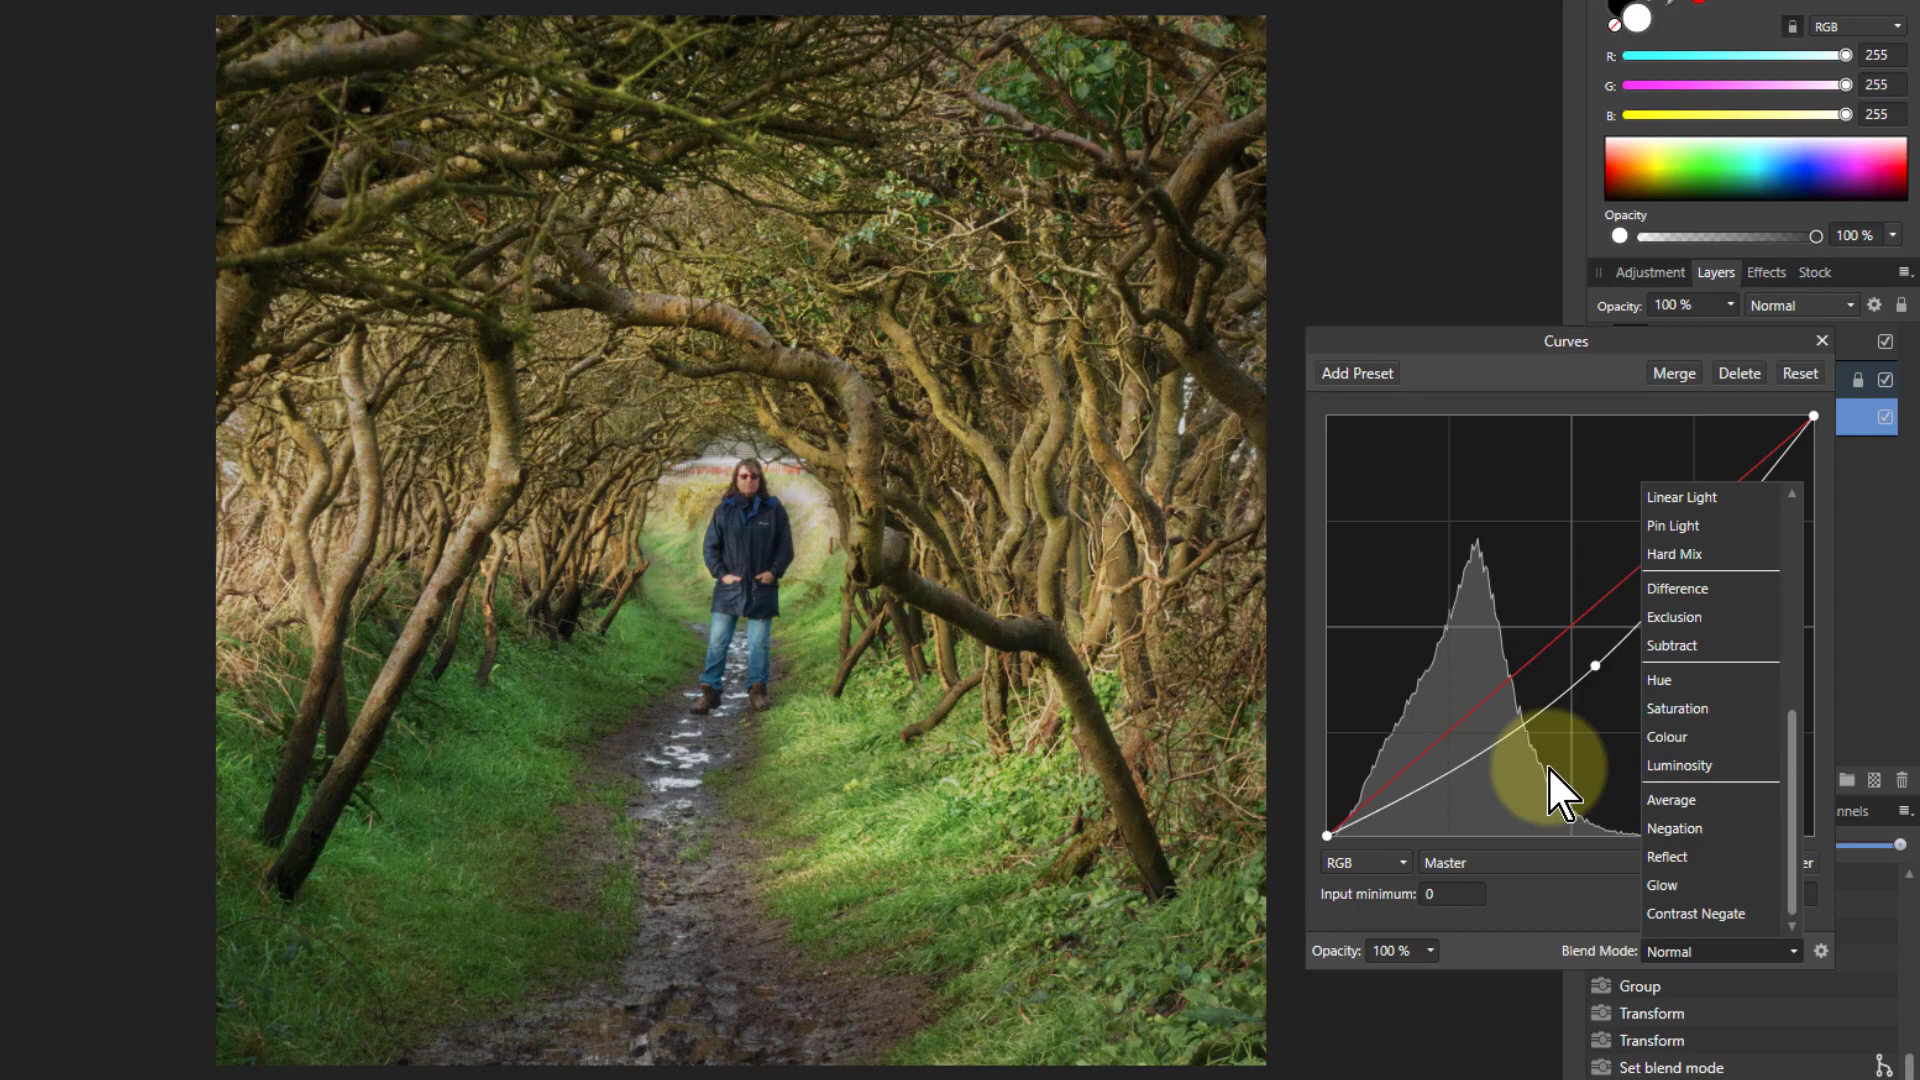 RGB
R: 255
G: 255
B: 255
Opacity
100 %
Adjustment Layers Effects Stock
Opacity: 100 % Normal
Curves
Add Preset Merge Delete Reset
Linear Light
Pin Light
Hard Mix
Difference
Exclusion
Subtract
Hue
Saturation
Colour
Luminosity
Average
Negation
Reflect
Glow
Contrast Negate
nnels
RGB Master er
Input minimum: 0
Opacity: 100 % Blend Mode: Normal
Group
Transform
Transform
Set blend mode